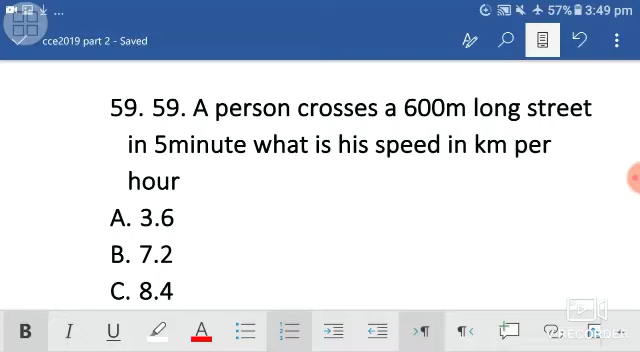 ... 57% 3:49 pm
cce2019 part 2 - Saved
59. 59. A person crosses a 600m long street
in 5minute what is his speed in km per
hour
A. 3.6
B. 7.2
C. 8.4
B I U A
RECORDER